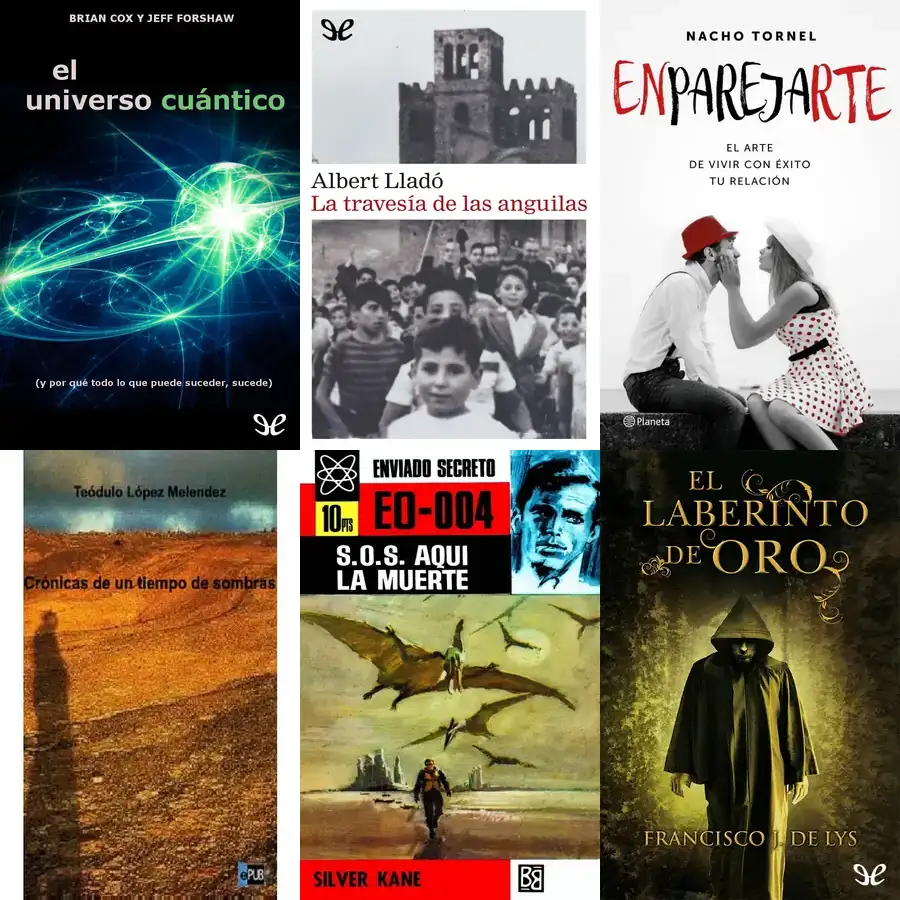 BRIAN COX Y JEFF FORSHAW
el
universo cuántico
(y por qué todo lo que puede suceder, sucede)
Albert Lladó
La travesía de las anguilas
NACHO TORNEL
ENPAREJARTE
EL ARTE
DE VIVIR CON ÉXITO
TU RELACIÓN
Planeta
Teódulo López Melendez
Crónicas de un tiempo de sombras
ePUB
ENVIADO SECRETO
10 PTS EO-004
S.O.S. AQUI
LA MUERTE
SILVER KANE
B
EL
LABERINTO
DE ORO
FRANCISCO J. DE LYS